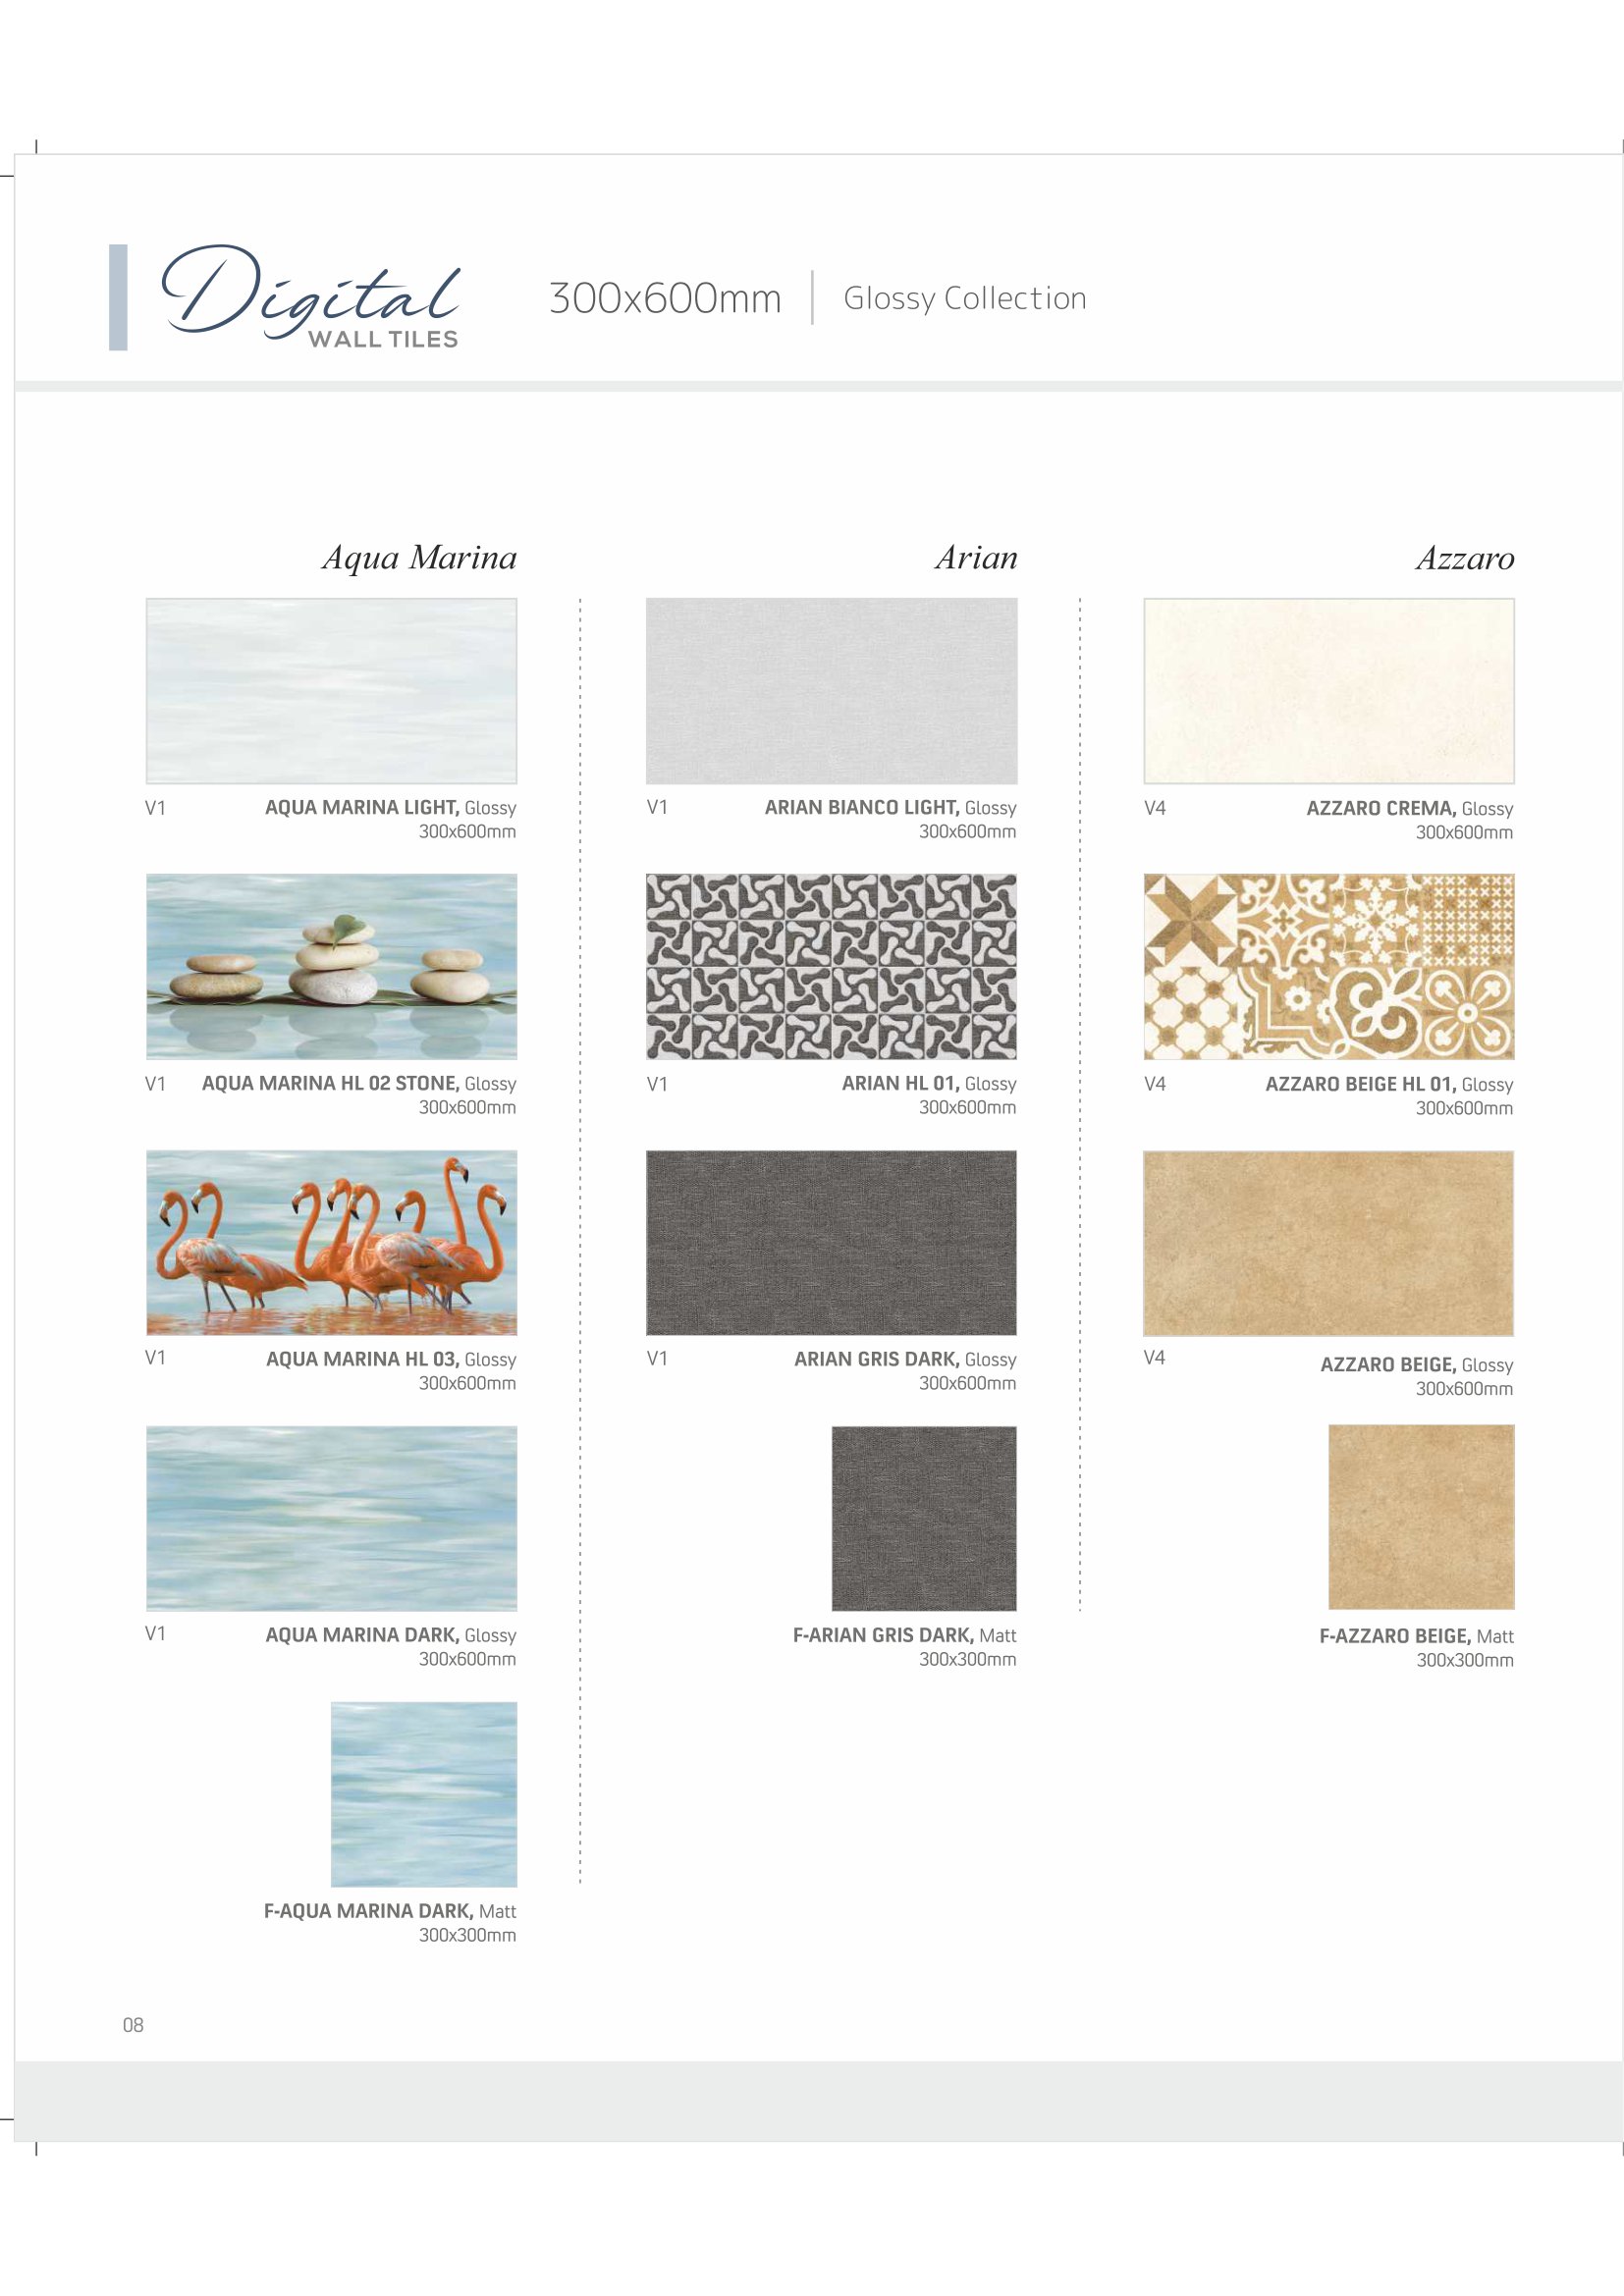 Digital
WALL TILES
300x600mm
Glossy Collection
Aqua Marina
V1 AQUA MARINA LIGHT, Glossy
300x600mm
V1 AQUA MARINA HL 02 STONE, Glossy
300x600mm
V1 AQUA MARINA HL 03, Glossy
300x600mm
V1 AQUA MARINA DARK, Glossy
300x600mm
F-AQUA MARINA DARK, Matt
300x300mm
Arian
V1 ARIAN BIANCO LIGHT, Glossy
300x600mm
V1 ARIAN HL 01, Glossy
300x600mm
V1 ARIAN GRIS DARK, Glossy
300x600mm
F-ARIAN GRIS DARK, Matt
300x300mm
Azzaro
V4 AZZARO CREMA, Glossy
300x600mm
V4 AZZARO BEIGE HL 01, Glossy
300x600mm
V4 AZZARO BEIGE, Glossy
300x600mm
F-AZZARO BEIGE, Matt
300x300mm
08